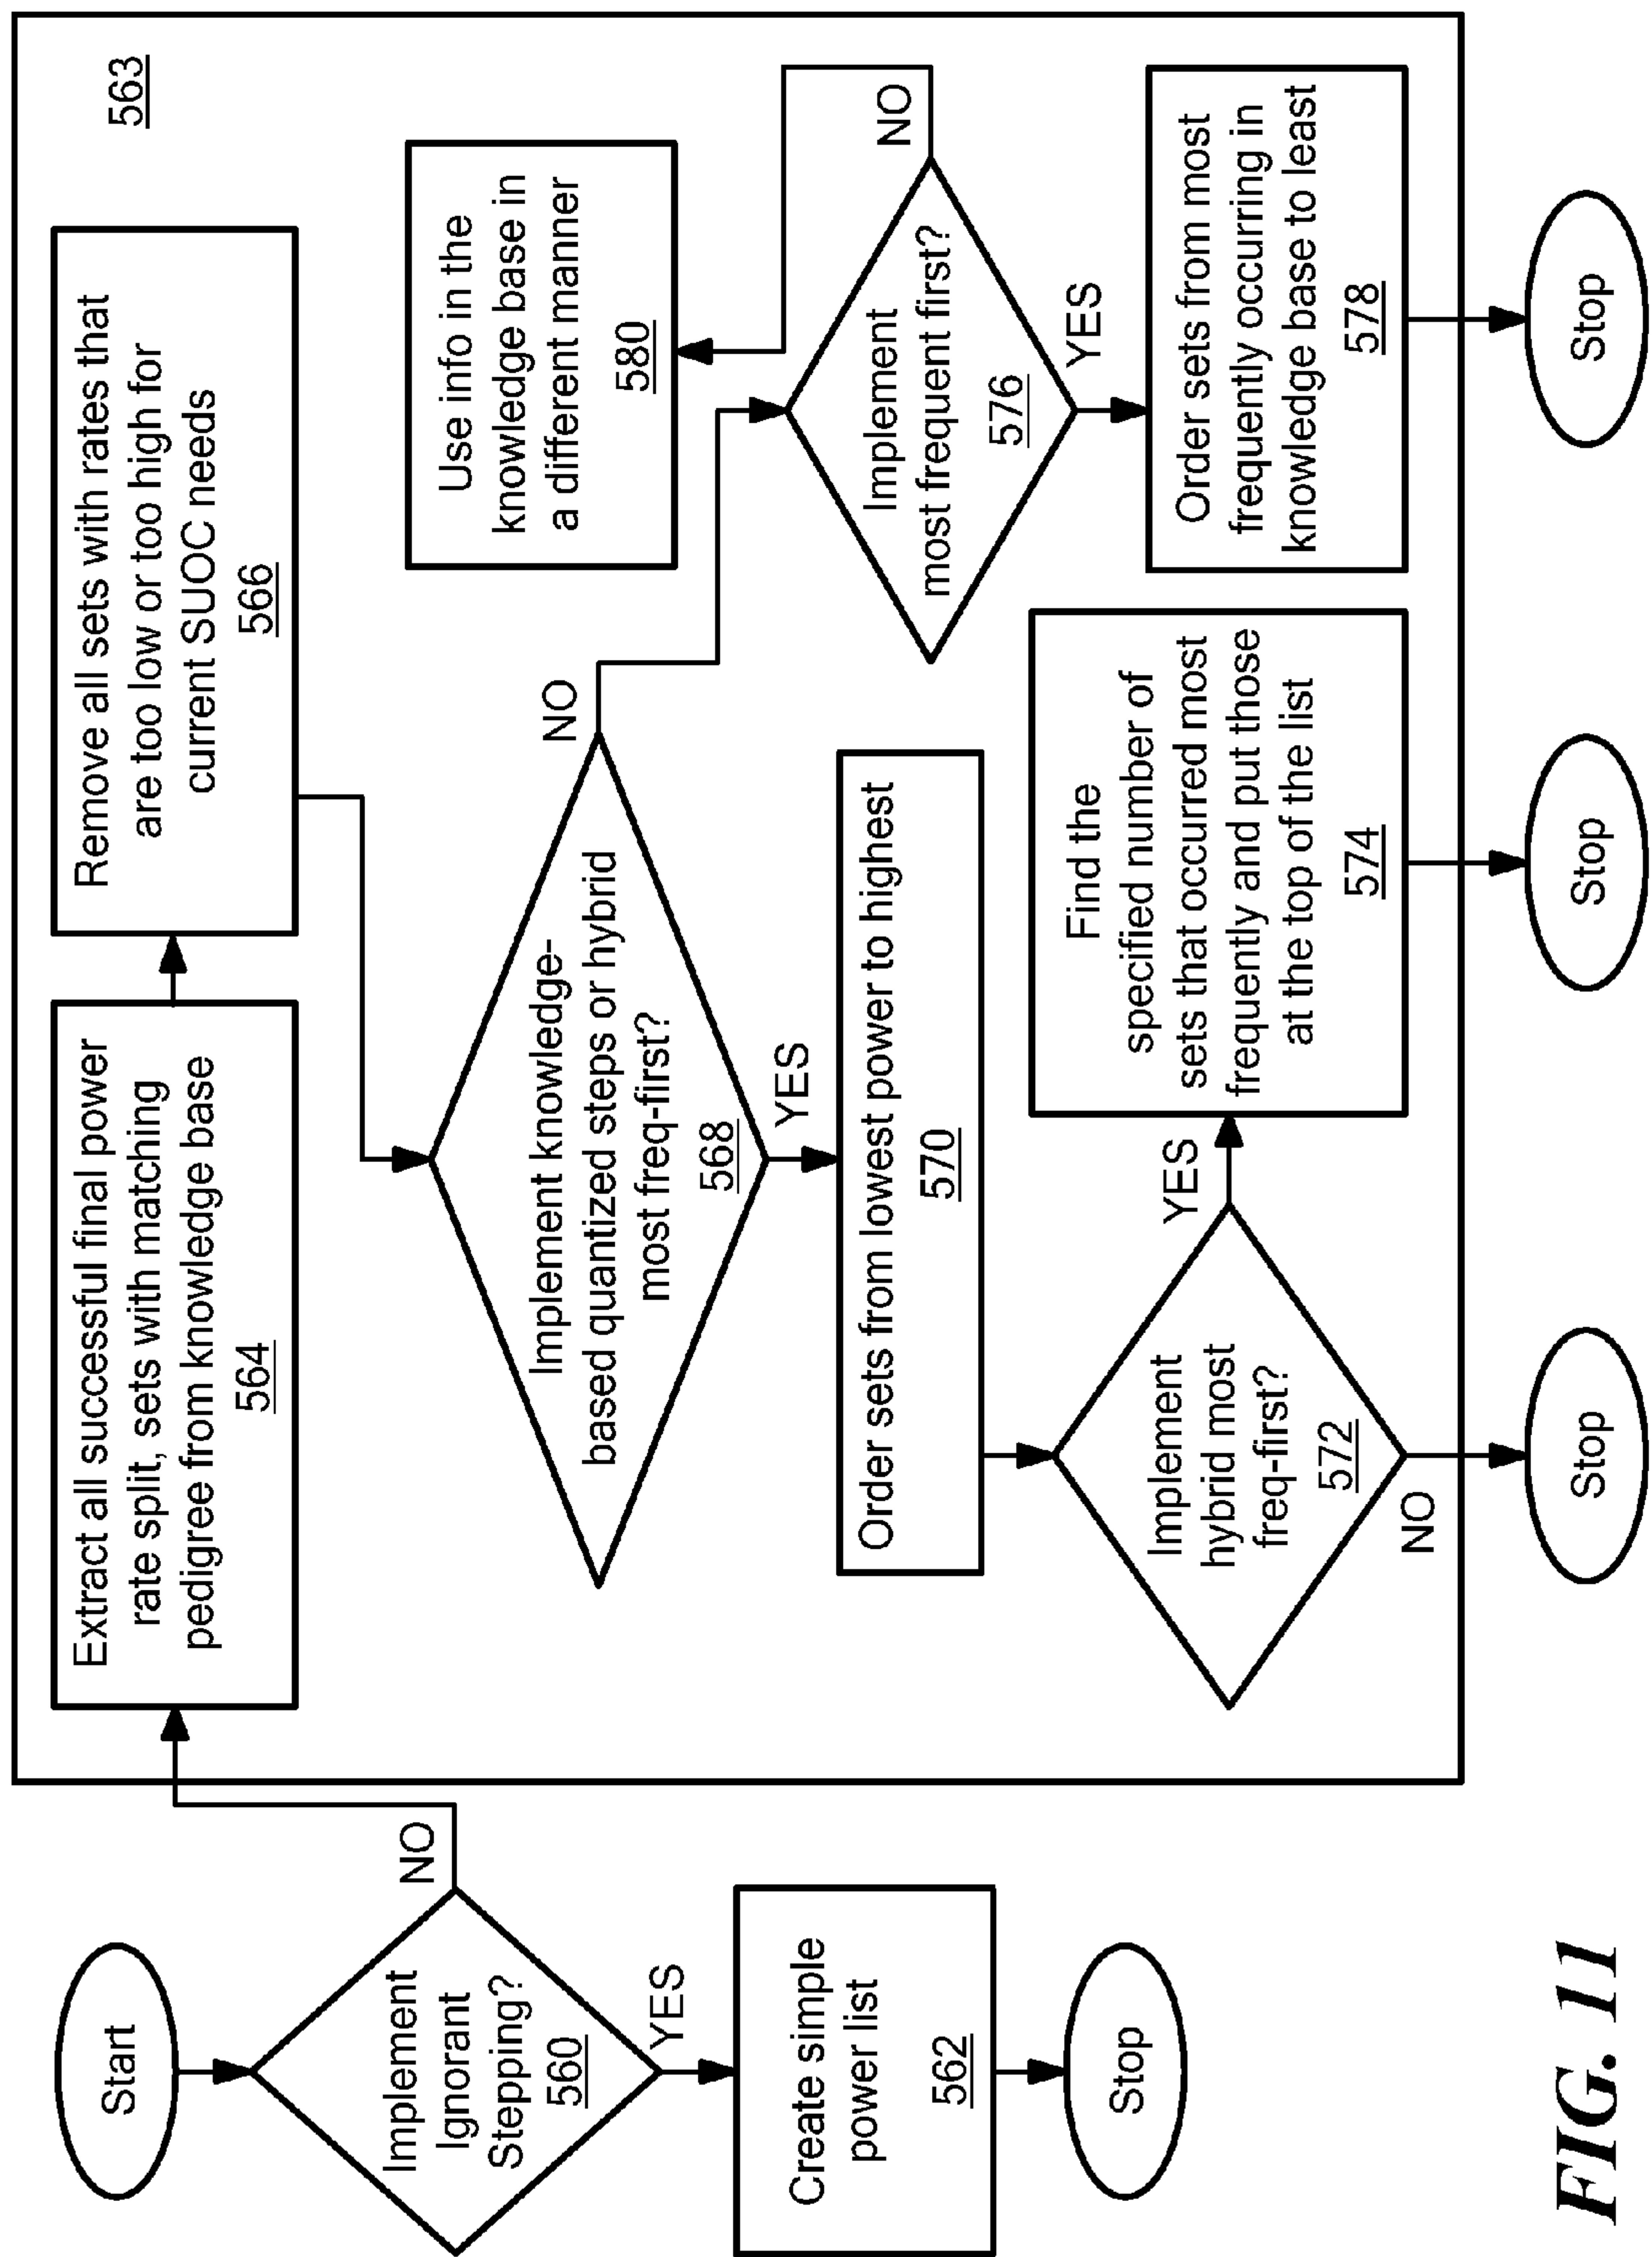 Start
Implement
Ignorant
Stepping?
560
NO
YES
Create simple
power list
562
Stop
563
Extract all successful final power
rate split, sets with matching
pedigree from knowledge base
564
Remove all sets with rates that
are too low or too high for
current SUOC needs
566
Implement knowledge-
based quantized steps or hybrid
most freq-first?
568
NO
YES
Order sets from lowest power to highest
570
Implement
hybrid most
freq-first?
572
YES
NO
Stop
Find the
specified number of
sets that occurred most
frequently and put those
at the top of the list
574
Stop
Use info in the
knowledge base in
a different manner
580
Implement
most frequent first?
576
NO
YES
Order sets from most
frequently occurring in
knowledge base to least
578
Stop
FIG. 11